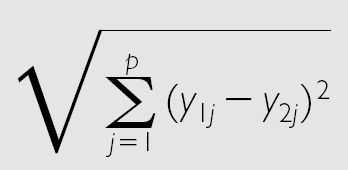 √∑_{j=1}^{p} (y_{1j} − y_{2j})^2